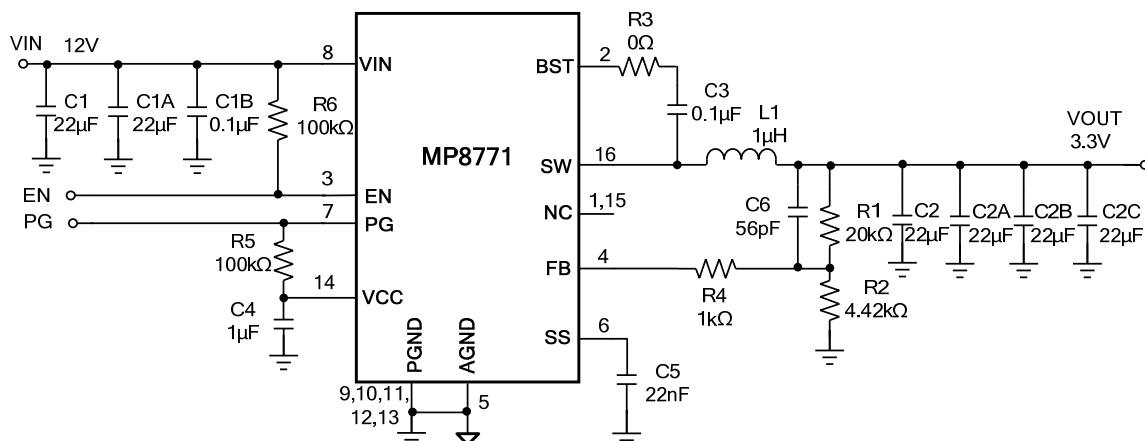 VIN 12V
8
VIN
C1
22µF
C1A
22µF
C1B
0.1µF
R6
100kΩ
EN
3
EN
PG
7
PG
R5
100kΩ
14
VCC
C4
1µF
MP8771
PGND
AGND
9,10,11,
12,13
5
BST
2
R3
0Ω
C3
0.1µF
SW
16
L1
1µH
VOUT
3.3V
NC
1,15
C6
56pF
R1
20kΩ
C2
22µF
C2A
22µF
C2B
22µF
C2C
22µF
FB
4
R4
1kΩ
R2
4.42kΩ
SS
6
C5
22nF